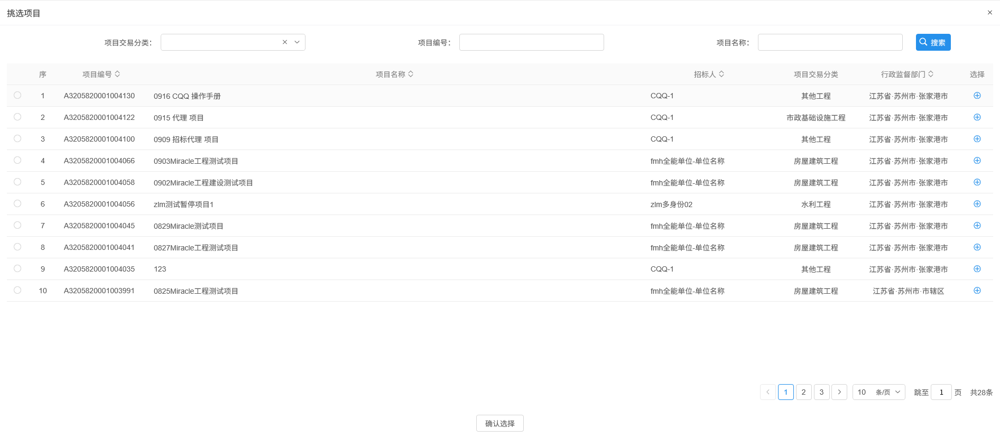 挑选项目
项目交易分类： 项目编号： 项目名称： 搜索
序 项目编号 项目名称 招标人 项目交易分类 行政监督部门 选择
1 A3205820001004130 0916 CQQ 操作手册 CQQ-1 其他工程 江苏省·苏州市·张家港市
2 A3205820001004122 0915 代理 项目 CQQ-1 市政基础设施工程 江苏省·苏州市·张家港市
3 A3205820001004100 0909 招标代理 项目 CQQ-1 其他工程 江苏省·苏州市·张家港市
4 A3205820001004066 0903Miracle工程测试项目 fmh全能单位-单位名称 房屋建筑工程 江苏省·苏州市·张家港市
5 A3205820001004058 0902Miracle工程建设测试项目 fmh全能单位-单位名称 房屋建筑工程 江苏省·苏州市·张家港市
6 A3205820001004056 zlm测试暂停项目1 zlm多身份02 水利工程 江苏省·苏州市·张家港市
7 A3205820001004045 0829Miracle测试项目 fmh全能单位-单位名称 房屋建筑工程 江苏省·苏州市·张家港市
8 A3205820001004041 0827Miracle工程测试项目 fmh全能单位-单位名称 房屋建筑工程 江苏省·苏州市·张家港市
9 A3205820001004035 123 CQQ-1 其他工程 江苏省·苏州市·张家港市
10 A3205820001003991 0825Miracle工程测试项目 fmh全能单位-单位名称 房屋建筑工程 江苏省·苏州市·市辖区
1 2 3 10 条/页 跳至 1 页 共28条
确认选择